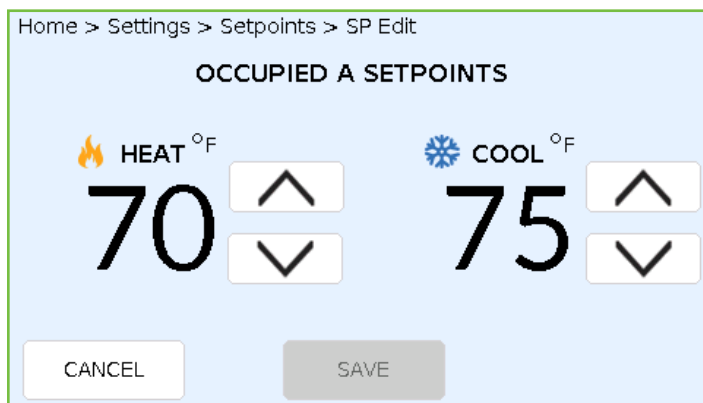 Home > Settings > Setpoints > SP Edit
OCCUPIED A SETPOINTS
HEAT °F
COOL °F
70
75
CANCEL
SAVE